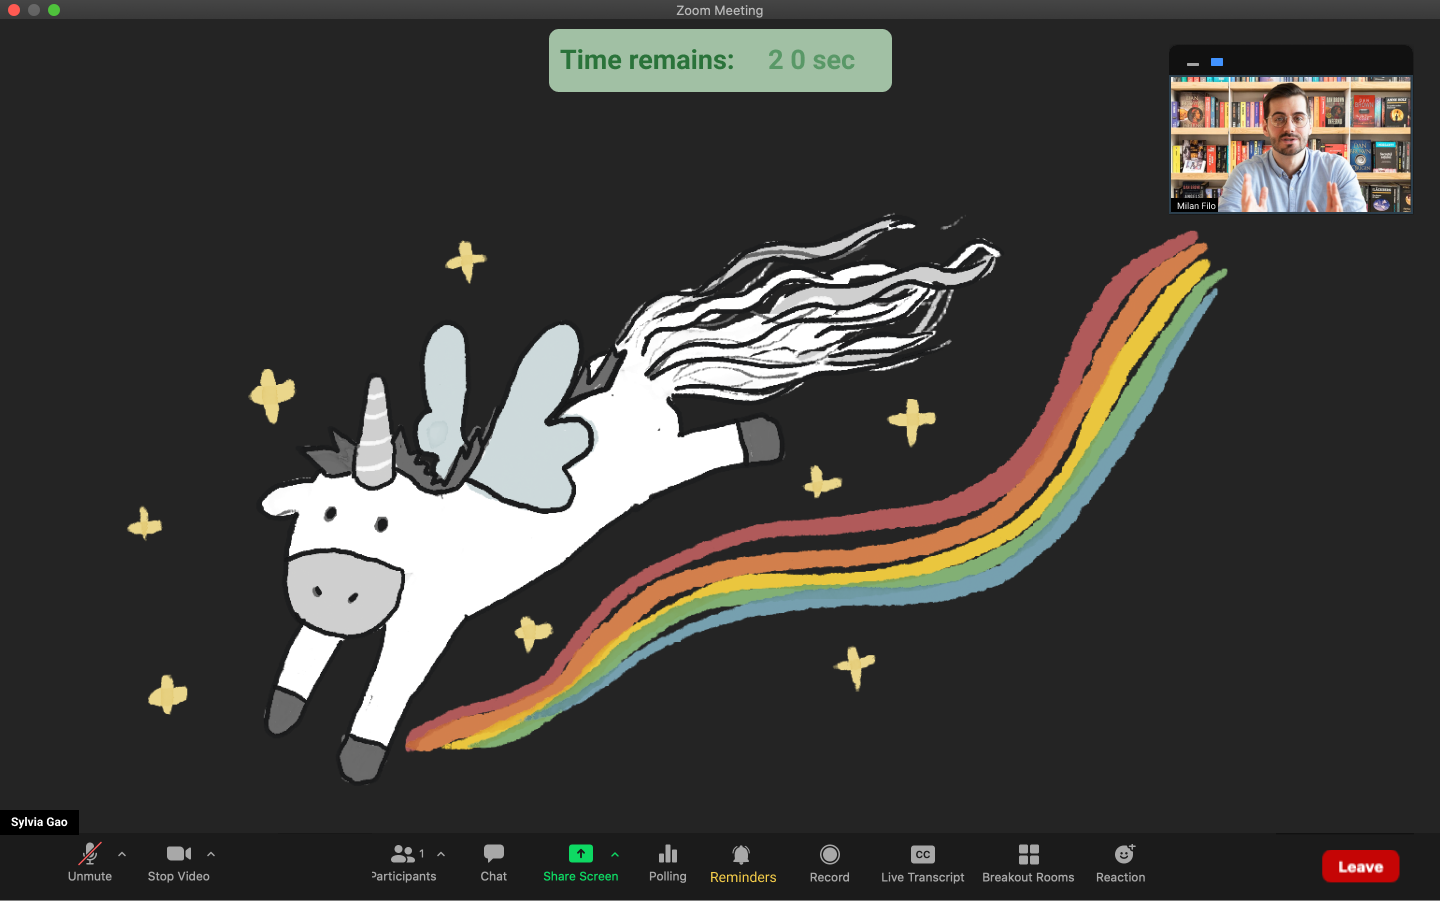 Zoom Meeting
Time remains: 2 0 sec
Milan Filo
Sylvia Gao
Unmute
Stop Video
1
Participants
Chat
Share Screen
Polling
Reminders
Record
CC
Live Transcript
Breakout Rooms
Reaction
Leave